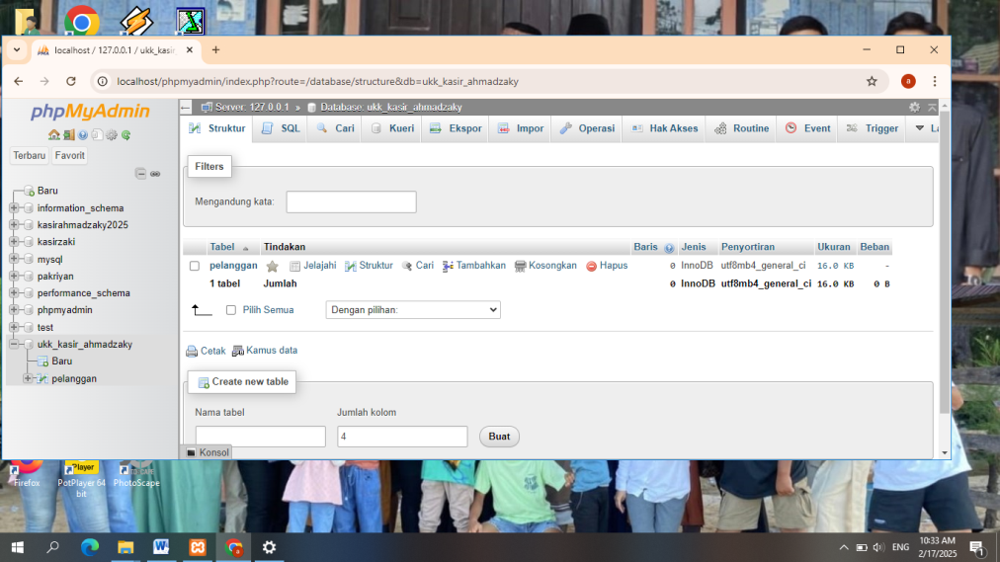 localhost / 127.0.0.1 / ukk_kasir_
localhost/phpmyadmin/index.php?route=/database/structure&db=ukk_kasir_ahmadzaky
a
phpMyAdmin
Terbaru Favorit
Baru
information_schema
kasirahmadzaky2025
kasirzaki
mysql
pakriyan
performance_schema
phpmyadmin
test
ukk_kasir_ahmadzaky
Baru
pelanggan
Server: 127.0.0.1 » Database: ukk_kasir_ahmadzaky
Struktur SQL Cari Kueri Ekspor Impor Operasi Hak Akses Routine Event Trigger
Filters
Mengandung kata:
Tabel Tindakan Baris Jenis Penyortiran Ukuran Beban
pelanggan Jelajahi Struktur Cari Tambahkan Kosongkan Hapus 0 InnoDB utf8mb4_general_ci 16.0 KB -
1 tabel Jumlah 0 InnoDB utf8mb4_general_ci 16.0 KB 0 B
Pilih Semua Dengan pilihan:
Cetak Kamus data
Create new table
Nama tabel Jumlah kolom
4 Buat
Konsol
Firefox PotPlayer 64 bit PhotoScape
ENG
10:33 AM
2/17/2025
1